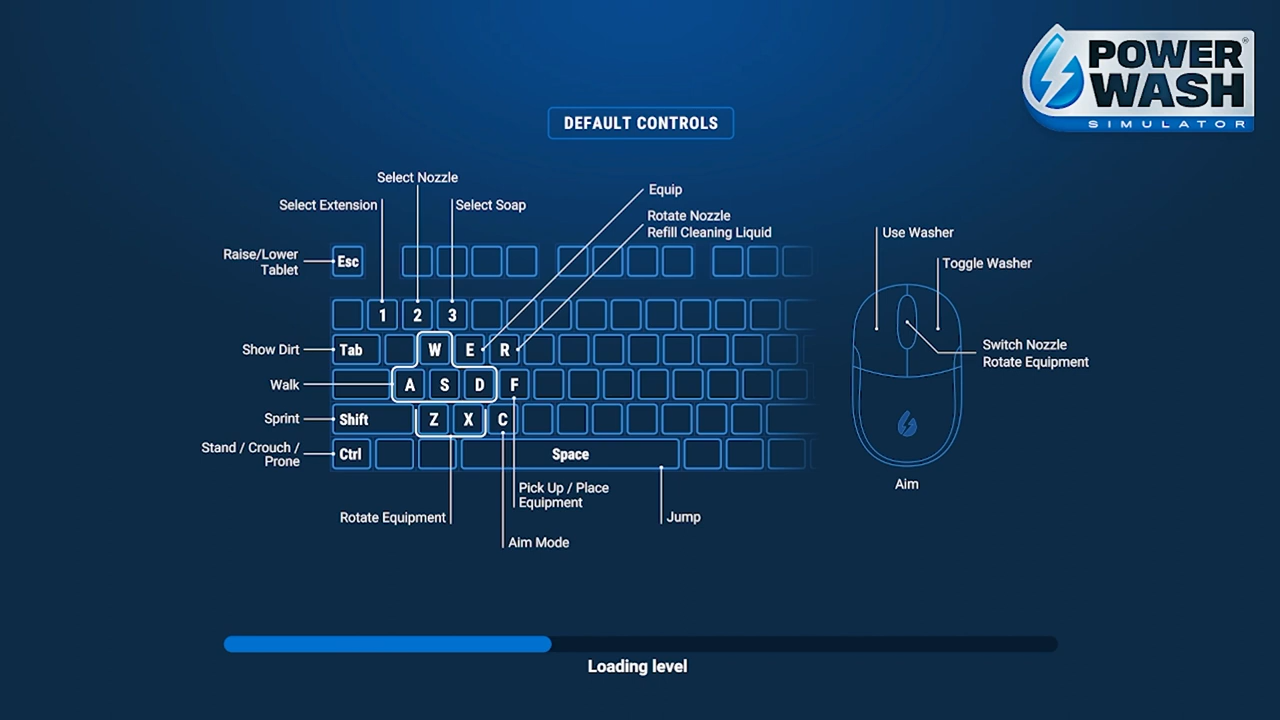 POWER
WASH
SIMULATOR
DEFAULT CONTROLS
Select Nozzle
Select Extension
Select Soap
Equip
Rotate Nozzle
Refill Cleaning Liquid
Use Washer
Toggle Washer
Raise/Lower
Tablet
Esc
1 2 3
Show Dirt
Tab W E R
Switch Nozzle
Rotate Equipment
Walk
A S D F
Sprint
Shift Z X C
Stand / Crouch /
Prone
Ctrl Space
Aim
Pick Up / Place
Equipment
Rotate Equipment
Jump
Aim Mode
Loading level